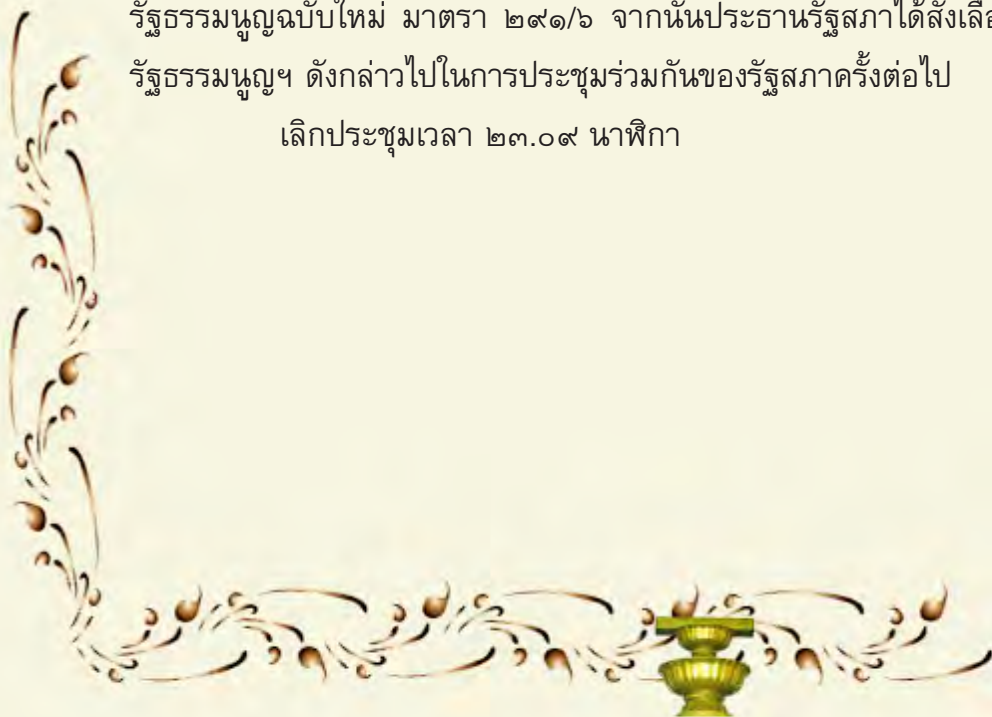 รัฐธรรมนูญฉบับใหม่ มาตรา ๒๙๑/๖ จากนั้นประธานรัฐสภาได้สั่ง
รัฐธรรมนูญฯ ดังกล่าวไปในการประชุมร่วมกันของรัฐสภาครั้งต่อไป
เลิกประชุมเวลา ๒๓.๐๙ นาฬิกา